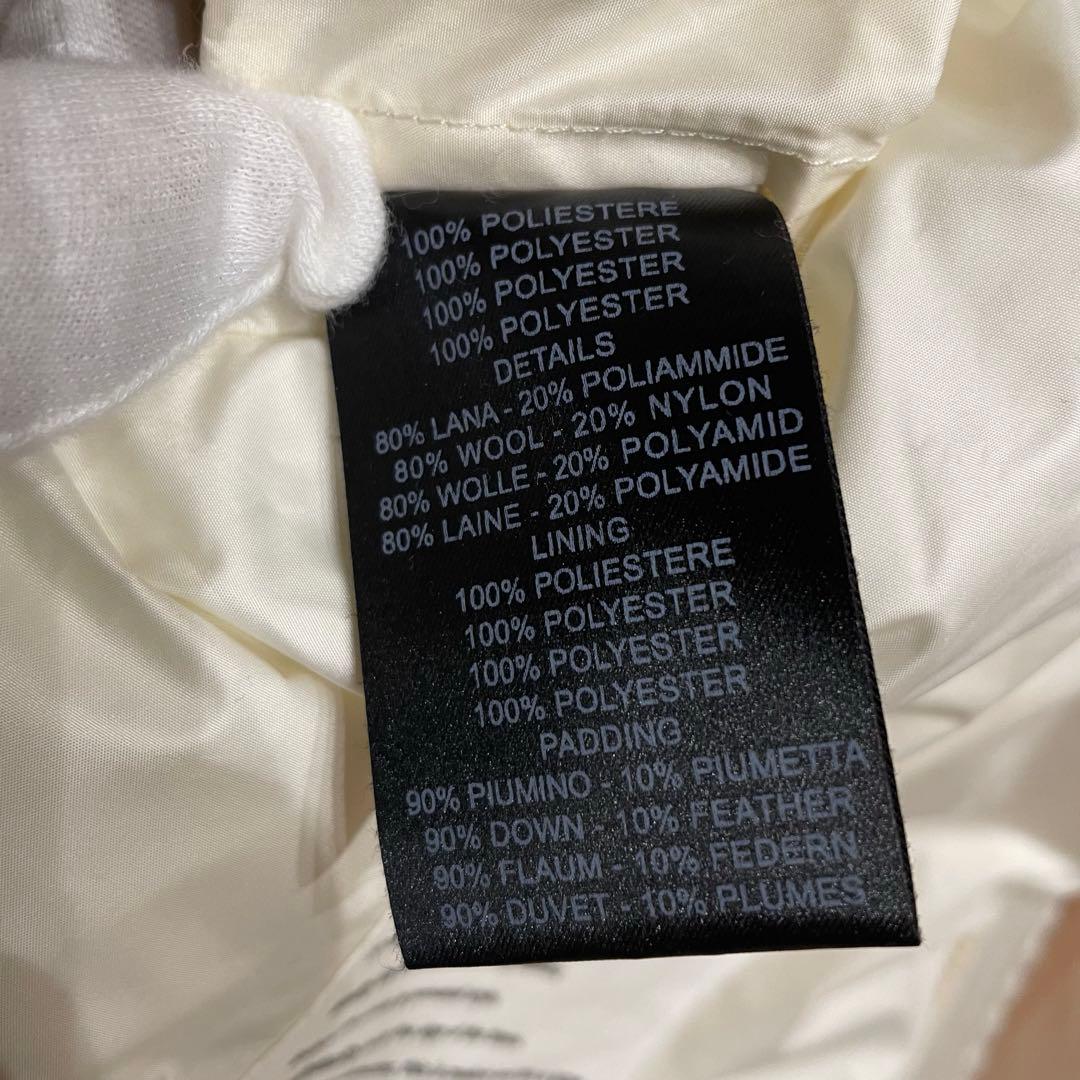 100% POLIESTERE
100% POLYESTER
100% POLYESTER
100% POLYESTER
DETAILS
80% LANA - 20% POLIAMMIDE
80% WOOL - 20% NYLON
80% WOLLE - 20% POLYAMID
80% LAINE - 20% POLYAMIDE
LINING
100% POLIESTERE
100% POLYESTER
100% POLYESTER
100% POLYESTER
PADDING
90% PIUMINO - 10% PIUMETTA
90% DOWN - 10% FEATHER
90% FLAUM - 10% FEDERN
90% DUVET - 10% PLUMES